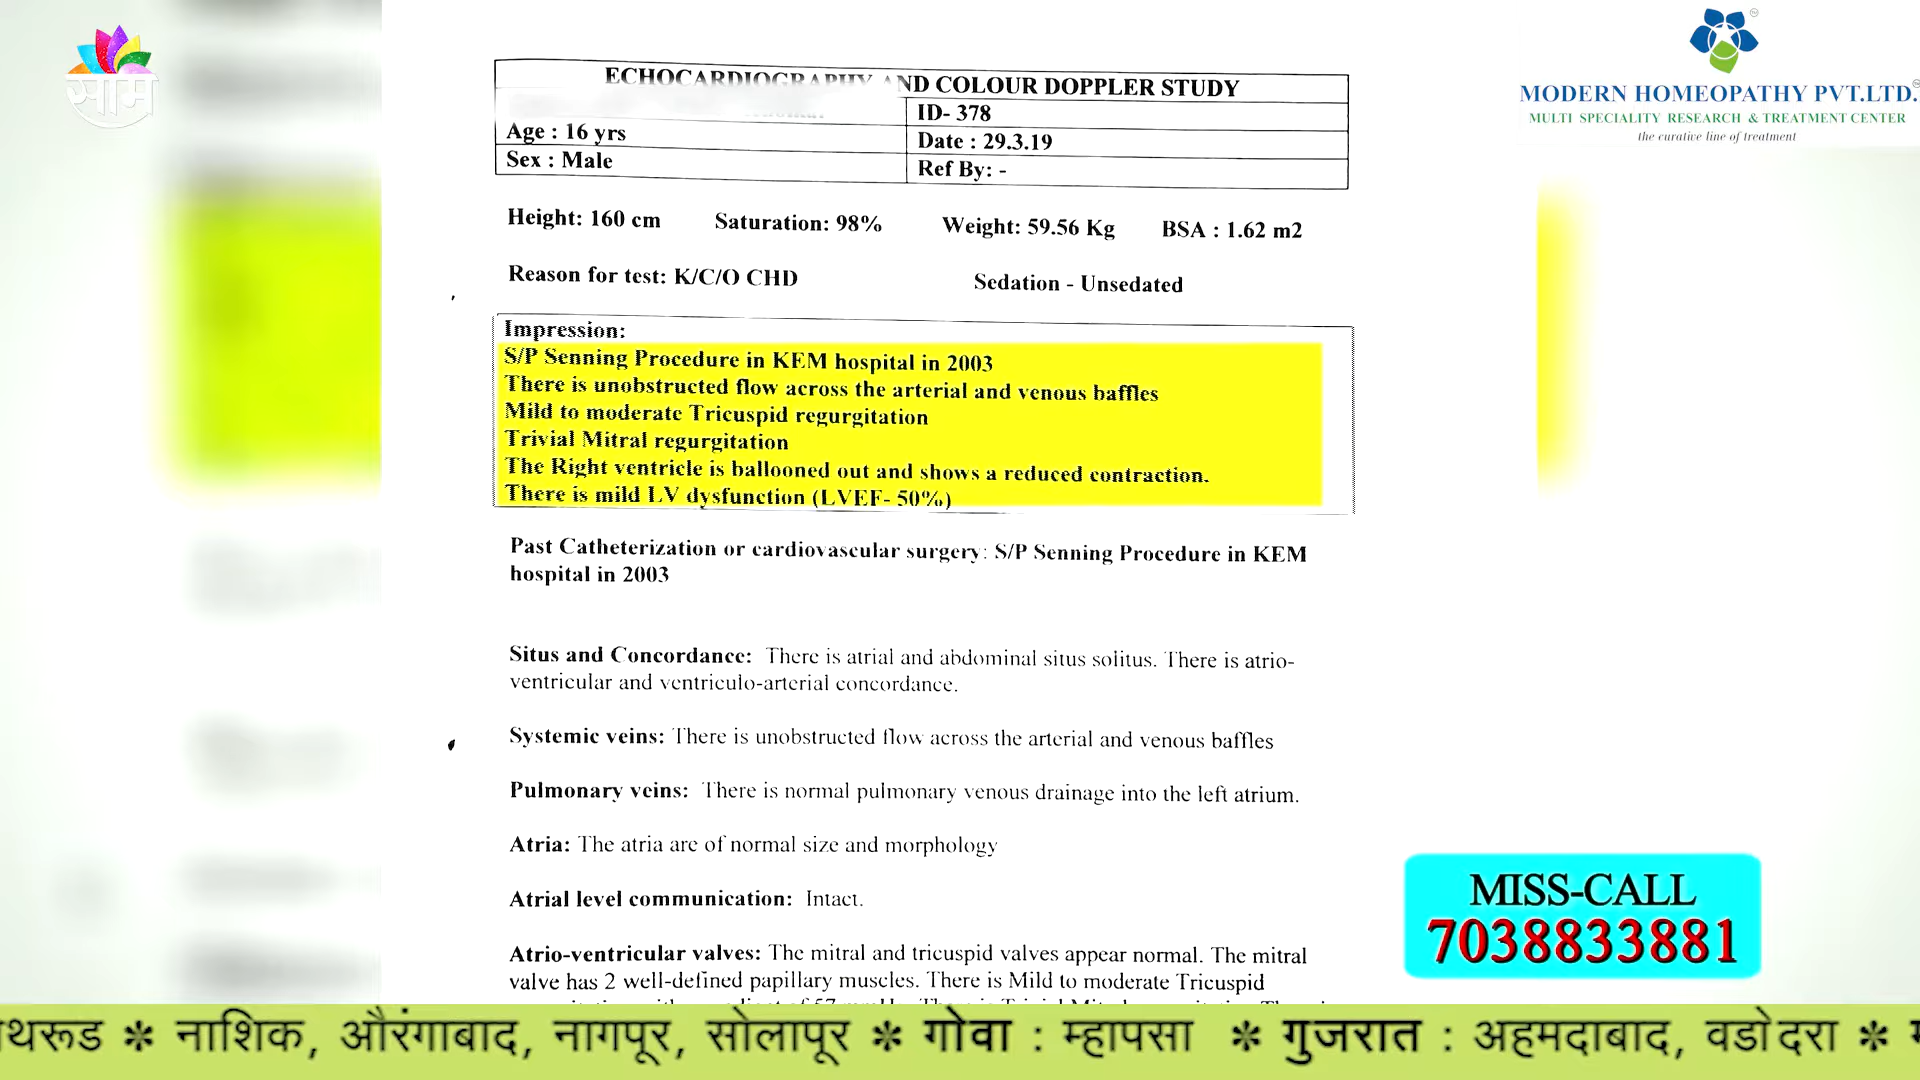 साम
MODERN HOMEOPATHY PVT.LTD.
MULTI SPECIALITY RESEARCH & TREATMENT CENTER
the curative line of treatment
ECHOCARDIOGRAPHY AND COLOUR DOPPLER STUDY
ID- 378
Age : 16 yrs
Date : 29.3.19
Sex : Male
Ref By: -
Height: 160 cm Saturation: 98% Weight: 59.56 Kg BSA : 1.62 m2
Reason for test: K/C/O CHD Sedation - Unsedated
Impression:
S/P Senning Procedure in KEM hospital in 2003
There is unobstructed flow across the arterial and venous baffles
Mild to moderate Tricuspid regurgitation
Trivial Mitral regurgitation
The Right ventricle is ballooned out and shows a reduced contraction.
There is mild LV dysfunction (LVEF- 50%)
Past Catheterization or cardiovascular surgery: S/P Senning Procedure in KEM
hospital in 2003
Situs and Concordance: There is atrial and abdominal situs solitus. There is atrio-
ventricular and ventriculo-arterial concordance.
Systemic veins: There is unobstructed flow across the arterial and venous baffles
Pulmonary veins: There is normal pulmonary venous drainage into the left atrium.
Atria: The atria are of normal size and morphology
Atrial level communication: Intact.
Atrio-ventricular valves: The mitral and tricuspid valves appear normal. The mitral
valve has 2 well-defined papillary muscles. There is Mild to moderate Tricuspid
MISS-CALL
7038833881
थरूड ✻ नाशिक, औरंगाबाद, नागपूर, सोलापूर ✻ गोवा : म्हापसा ✻ गुजरात : अहमदाबाद, वडोदरा ✻